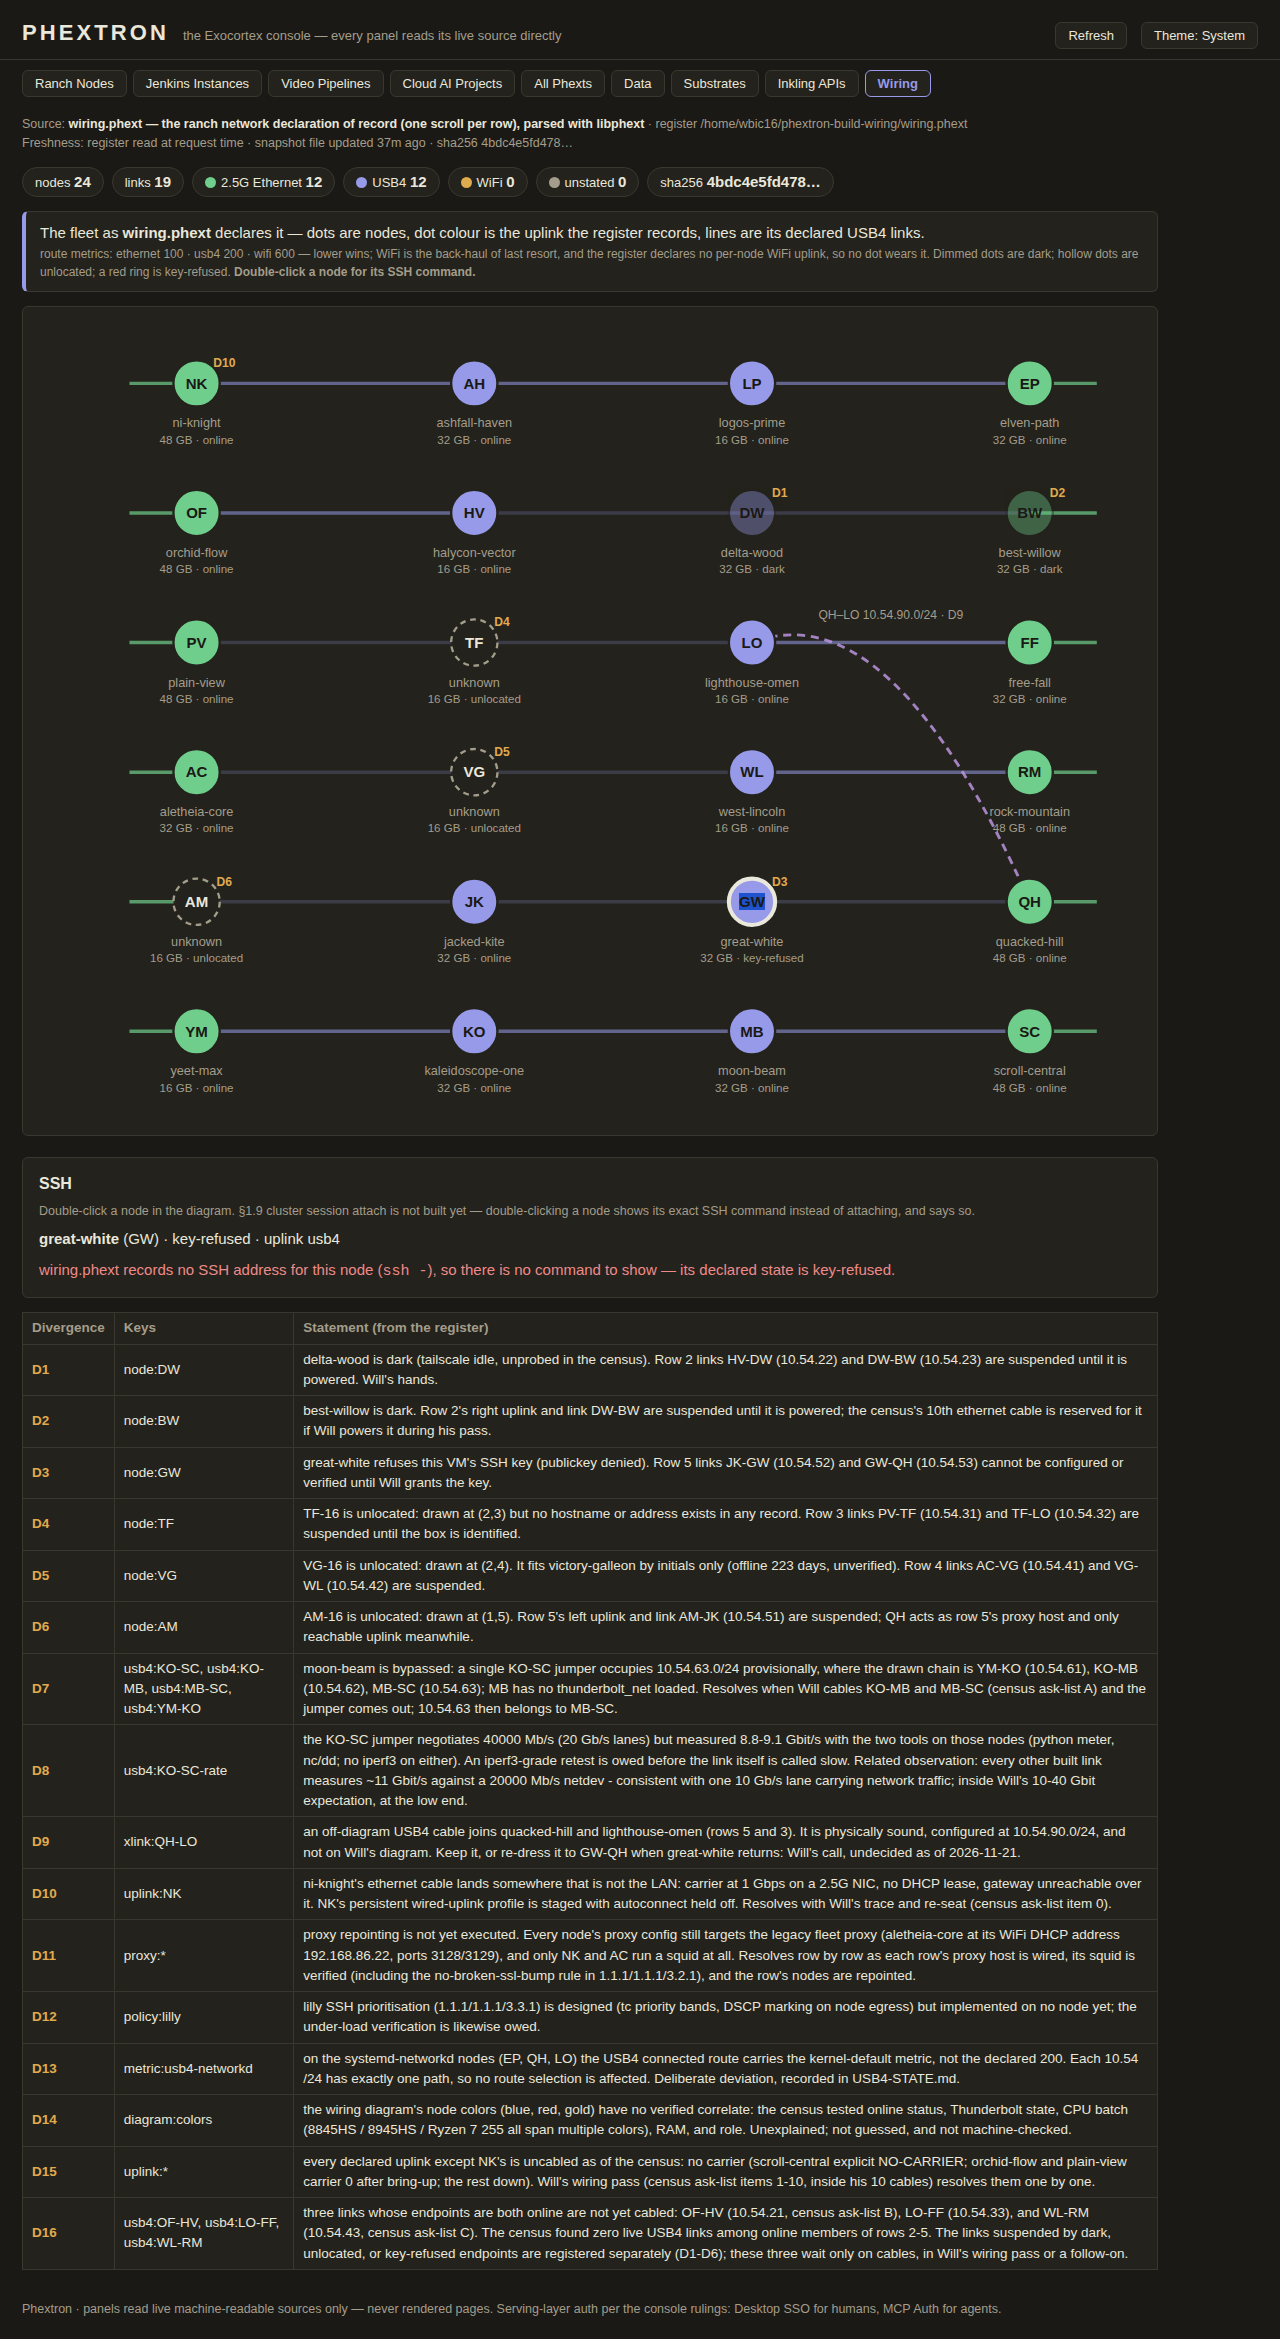 PHEXTRON the Exocortex console — every panel reads its live source directly Refresh Theme: System
Ranch Nodes Jenkins Instances Video Pipelines Cloud AI Projects All Phexts Data Substrates Inkling APIs Wiring
Source: wiring.phext — the ranch network declaration of record (one scroll per row), parsed with libphext · register /home/wbic16/phextron-build-wiring/wiring.phext
Freshness: register read at request time · snapshot file updated 37m ago · sha256 4bdc4e5fd478…
nodes 24 links 19 2.5G Ethernet 12 USB4 12 WiFi 0 unstated 0 sha256 4bdc4e5fd478…
The fleet as wiring.phext declares it — dots are nodes, dot colour is the uplink the register records, lines are its declared USB4 links.
route metrics: ethernet 100 · usb4 200 · wifi 600 — lower wins; WiFi is the back-haul of last resort, and the register declares no per-node WiFi uplink, so no dot wears it. Dimmed dots are dark; hollow dots are
unlocated; a red ring is key-refused. Double-click a node for its SSH command.
D10
NK AH LP EP
ni-knight ashfall-haven logos-prime elven-path
48 GB · online 32 GB · online 16 GB · online 32 GB · online
D1 D2
OF HV DW BW
orchid-flow halycon-vector delta-wood best-willow
48 GB · online 16 GB · online 32 GB · dark 32 GB · dark
QH–LO 10.54.90.0/24 · D9
D4
PV TF LO FF
plain-view unknown lighthouse-omen free-fall
48 GB · online 16 GB · unlocated 16 GB · online 32 GB · online
D5
AC VG WL RM
aletheia-core unknown west-lincoln rock-mountain
32 GB · online 16 GB · unlocated 16 GB · online 48 GB · online
D6 D3
AM JK GW QH
unknown jacked-kite great-white quacked-hill
16 GB · unlocated 32 GB · online 32 GB · key-refused 48 GB · online
YM KO MB SC
yeet-max kaleidoscope-one moon-beam scroll-central
16 GB · online 32 GB · online 32 GB · online 48 GB · online
SSH
Double-click a node in the diagram. §1.9 cluster session attach is not built yet — double-clicking a node shows its exact SSH command instead of attaching, and says so.
great-white (GW) · key-refused · uplink usb4
wiring.phext records no SSH address for this node (ssh -), so there is no command to show — its declared state is key-refused.
Divergence Keys Statement (from the register)
D1 node:DW delta-wood is dark (tailscale idle, unprobed in the census). Row 2 links HV-DW (10.54.22) and DW-BW (10.54.23) are suspended until it is
powered. Will's hands.
D2 node:BW best-willow is dark. Row 2's right uplink and link DW-BW are suspended until it is powered; the census's 10th ethernet cable is reserved for it
if Will powers it during his pass.
D3 node:GW great-white refuses this VM's SSH key (publickey denied). Row 5 links JK-GW (10.54.52) and GW-QH (10.54.53) cannot be configured or
verified until Will grants the key.
D4 node:TF TF-16 is unlocated: drawn at (2,3) but no hostname or address exists in any record. Row 3 links PV-TF (10.54.31) and TF-LO (10.54.32) are
suspended until the box is identified.
D5 node:VG VG-16 is unlocated: drawn at (2,4). It fits victory-galleon by initials only (offline 223 days, unverified). Row 4 links AC-VG (10.54.41) and VG-
WL (10.54.42) are suspended.
D6 node:AM AM-16 is unlocated: drawn at (1,5). Row 5's left uplink and link AM-JK (10.54.51) are suspended; QH acts as row 5's proxy host and only
reachable uplink meanwhile.
D7 usb4:KO-SC, usb4:KO-MB, usb4:MB-SC, usb4:YM-KO moon-beam is bypassed: a single KO-SC jumper occupies 10.54.63.0/24 provisionally, where the drawn chain is YM-KO (10.54.61), KO-MB
(10.54.62), MB-SC (10.54.63); MB has no thunderbolt_net loaded. Resolves when Will cables KO-MB and MB-SC (census ask-list A) and the
jumper comes out; 10.54.63 then belongs to MB-SC.
D8 usb4:KO-SC-rate the KO-SC jumper negotiates 40000 Mb/s (20 Gb/s lanes) but measured 8.8-9.1 Gbit/s with the two tools on those nodes (python meter,
nc/dd; no iperf3 on either). An iperf3-grade retest is owed before the link itself is called slow. Related observation: every other built link
measures ~11 Gbit/s against a 20000 Mb/s netdev - consistent with one 10 Gb/s lane carrying network traffic; inside Will's 10-40 Gbit
expectation, at the low end.
D9 xlink:QH-LO an off-diagram USB4 cable joins quacked-hill and lighthouse-omen (rows 5 and 3). It is physically sound, configured at 10.54.90.0/24, and
not on Will's diagram. Keep it, or re-dress it to GW-QH when great-white returns: Will's call, undecided as of 2026-11-21.
D10 uplink:NK ni-knight's ethernet cable lands somewhere that is not the LAN: carrier at 1 Gbps on a 2.5G NIC, no DHCP lease, gateway unreachable over
it. NK's persistent wired-uplink profile is staged with autoconnect held off. Resolves with Will's trace and re-seat (census ask-list item 0).
D11 proxy:* proxy repointing is not yet executed. Every node's proxy config still targets the legacy fleet proxy (aletheia-core at its WiFi DHCP address
192.168.86.22, ports 3128/3129), and only NK and AC run a squid at all. Resolves row by row as each row's proxy host is wired, its squid is
verified (including the no-broken-ssl-bump rule in 1.1.1/1.1.1/3.2.1), and the row's nodes are repointed.
D12 policy:lilly lilly SSH prioritisation (1.1.1/1.1.1/3.3.1) is designed (tc priority bands, DSCP marking on node egress) but implemented on no node yet; the
under-load verification is likewise owed.
D13 metric:usb4-networkd on the systemd-networkd nodes (EP, QH, LO) the USB4 connected route carries the kernel-default metric, not the declared 200. Each 10.54
/24 has exactly one path, so no route selection is affected. Deliberate deviation, recorded in USB4-STATE.md.
D14 diagram:colors the wiring diagram's node colors (blue, red, gold) have no verified correlate: the census tested online status, Thunderbolt state, CPU batch
(8845HS / 8945HS / Ryzen 7 255 all span multiple colors), RAM, and role. Unexplained; not guessed, and not machine-checked.
D15 uplink:* every declared uplink except NK's is uncabled as of the census: no carrier (scroll-central explicit NO-CARRIER; orchid-flow and plain-view
carrier 0 after bring-up; the rest down). Will's wiring pass (census ask-list items 1-10, inside his 10 cables) resolves them one by one.
D16 usb4:OF-HV, usb4:LO-FF, usb4:WL-RM three links whose endpoints are both online are not yet cabled: OF-HV (10.54.21, census ask-list B), LO-FF (10.54.33), and WL-RM
(10.54.43, census ask-list C). The census found zero live USB4 links among online members of rows 2-5. The links suspended by dark,
unlocated, or key-refused endpoints are registered separately (D1-D6); these three wait only on cables, in Will's wiring pass or a follow-on.
Phextron · panels read live machine-readable sources only — never rendered pages. Serving-layer auth per the console rulings: Desktop SSO for humans, MCP Auth for agents.